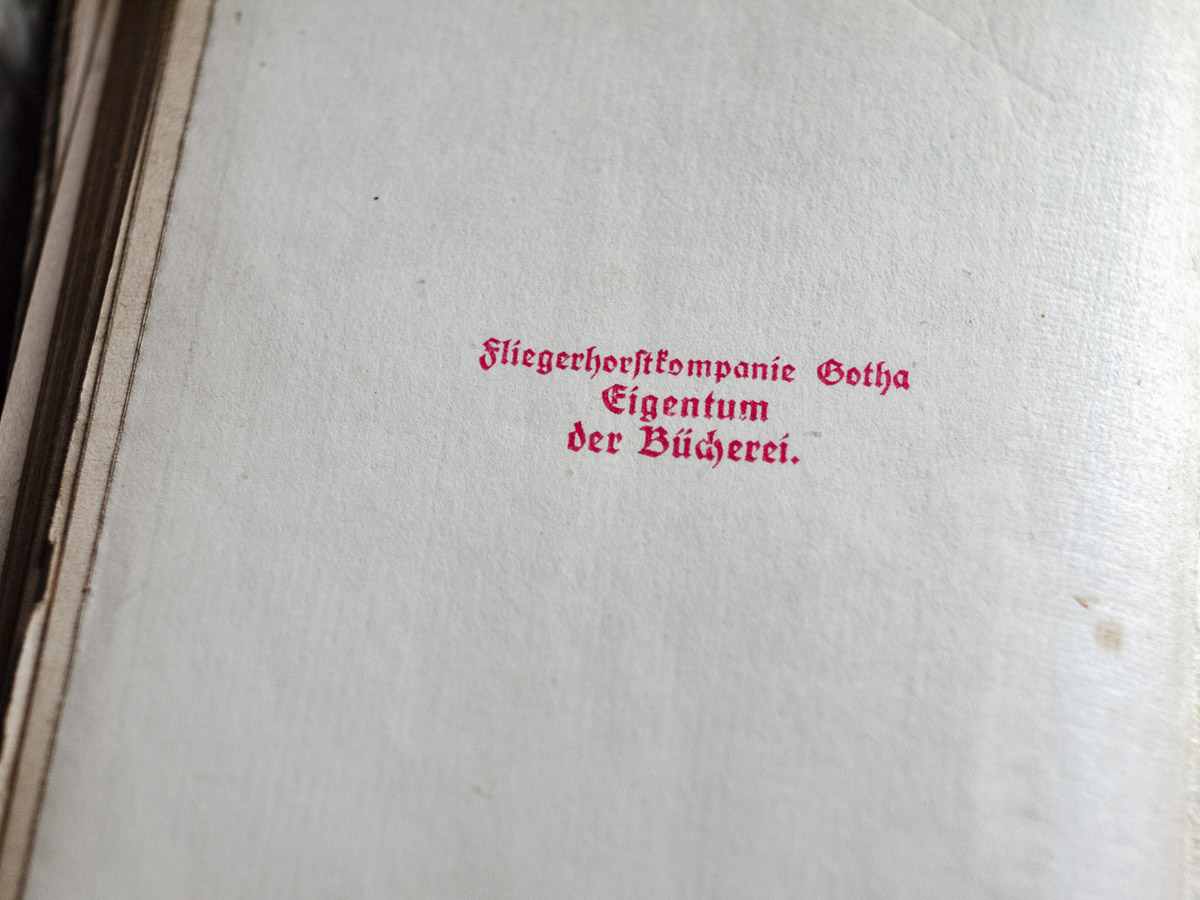 Fliegerhorſtkompanie Gotha
Eigentum
der Bücherei.